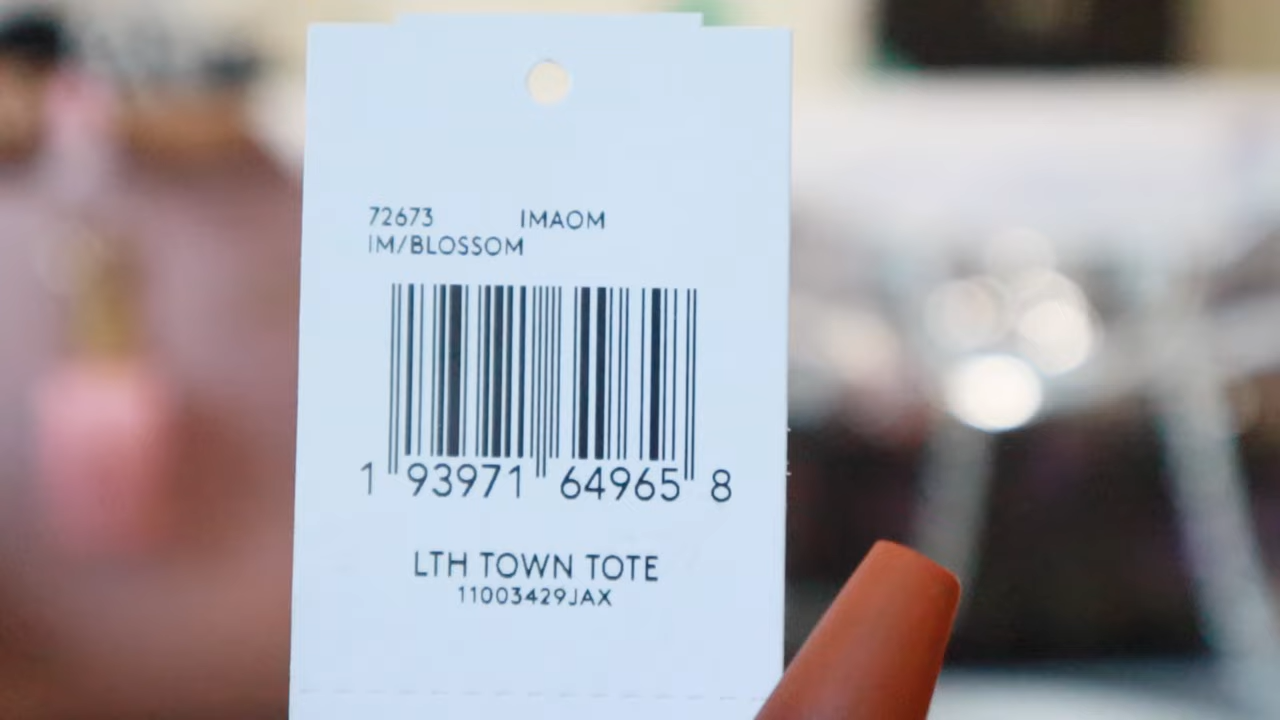 72673 IMAOM
IM/BLOSSOM
1 93971 64965 8
LTH TOWN TOTE
11003429JAX